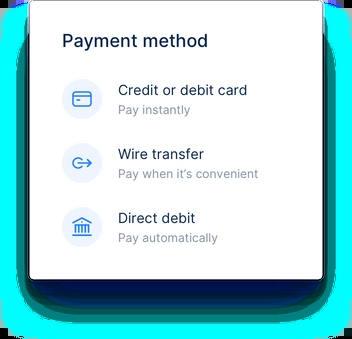 Payment method
Credit or debit card
Pay instantly
Wire transfer
Pay when it's convenient
Direct debit
Pay automatically